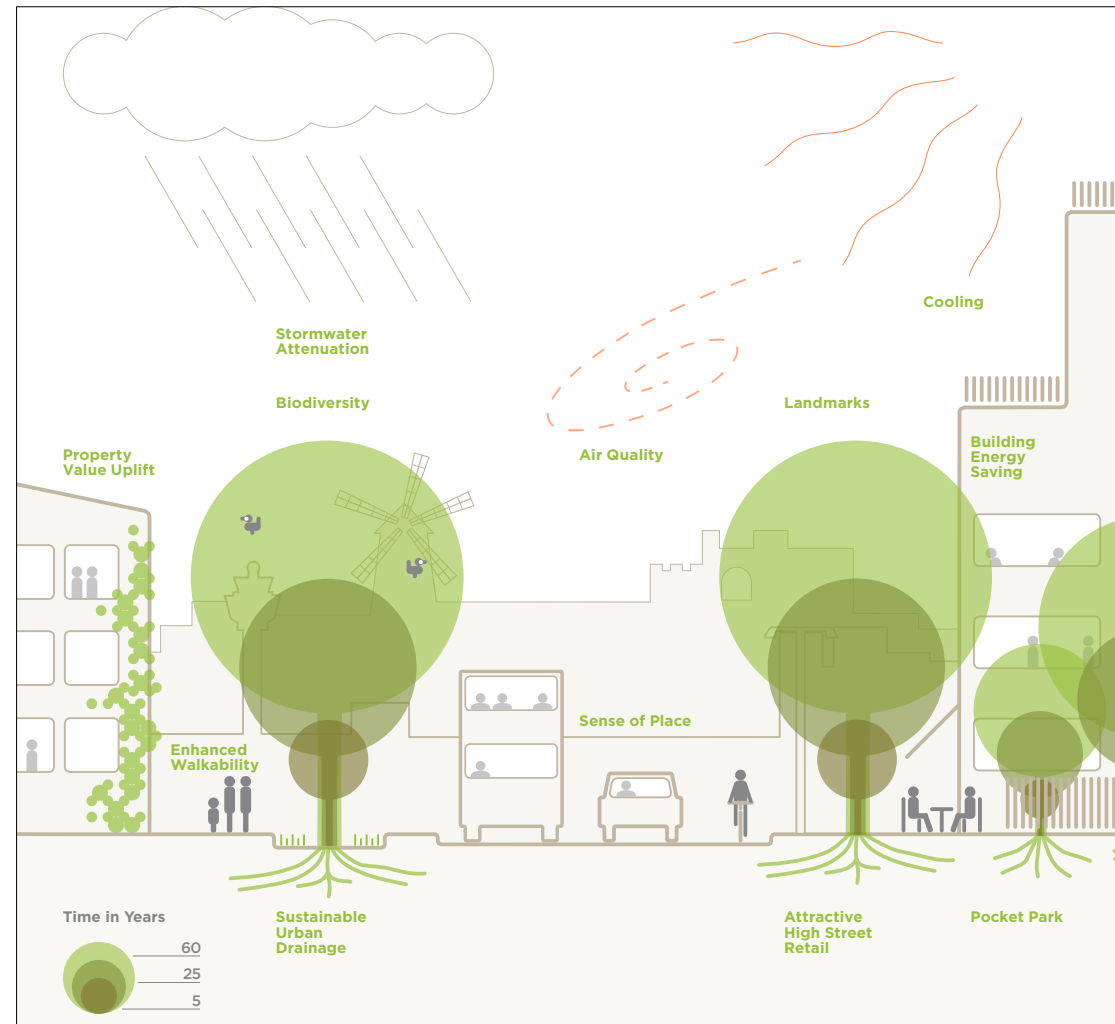 Cooling
Stormwater
Attenuation
Biodiversity
Landmarks
Property
Value Uplift
Air Quality
Building
Energy
Saving
Sense of Place
Enhanced
Walkability
Time in Years
60
25
5
Sustainable
Urban
Drainage
Attractive
High Street
Retail
Pocket Park